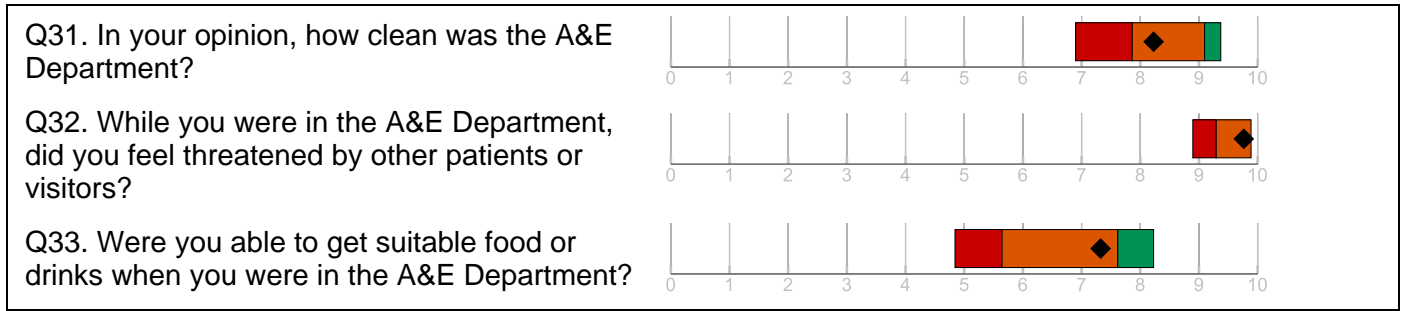 Q31. In your opinion, how clean was the A&E
Department?
0 1 2 3 4 5 6 7 8 9 10
Q32. While you were in the A&E Department,
did you feel threatened by other patients or
visitors?
0 1 2 3 4 5 6 7 8 9 10
Q33. Were you able to get suitable food or
drinks when you were in the A&E Department?
0 1 2 3 4 5 6 7 8 9 10